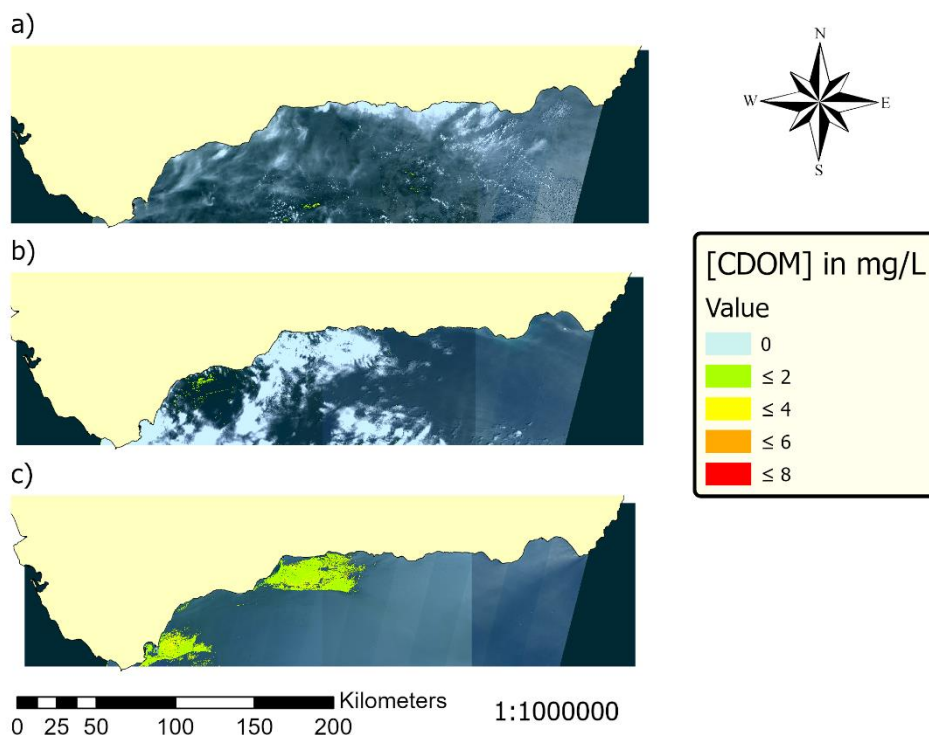 a)
N
W
E
S
b)
[CDOM] in mg/L
Value
0
≤ 2
≤ 4
≤ 6
≤ 8
c)
Kilometers
0 25 50 100 150 200
1:1000000